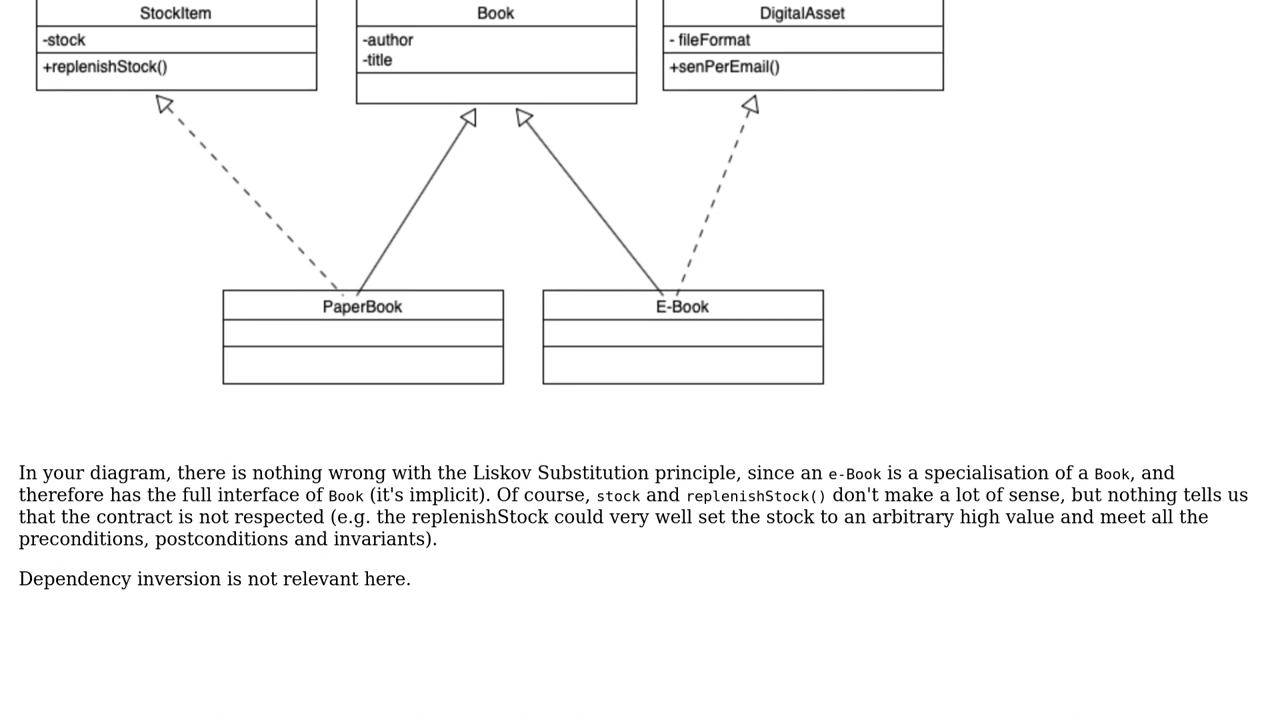 StockItem
-stock
+replenishStock()
Book
-author
-title
DigitalAsset
- fileFormat
+senPerEmail()
PaperBook
E-Book
In your diagram, there is nothing wrong with the Liskov Substitution principle, since an e-Book is a specialisation of a Book, and
therefore has the full interface of Book (it's implicit). Of course, stock and replenishStock() don't make a lot of sense, but nothing tells us
that the contract is not respected (e.g. the replenishStock could very well set the stock to an arbitrary high value and meet all the
preconditions, postconditions and invariants).
Dependency inversion is not relevant here.